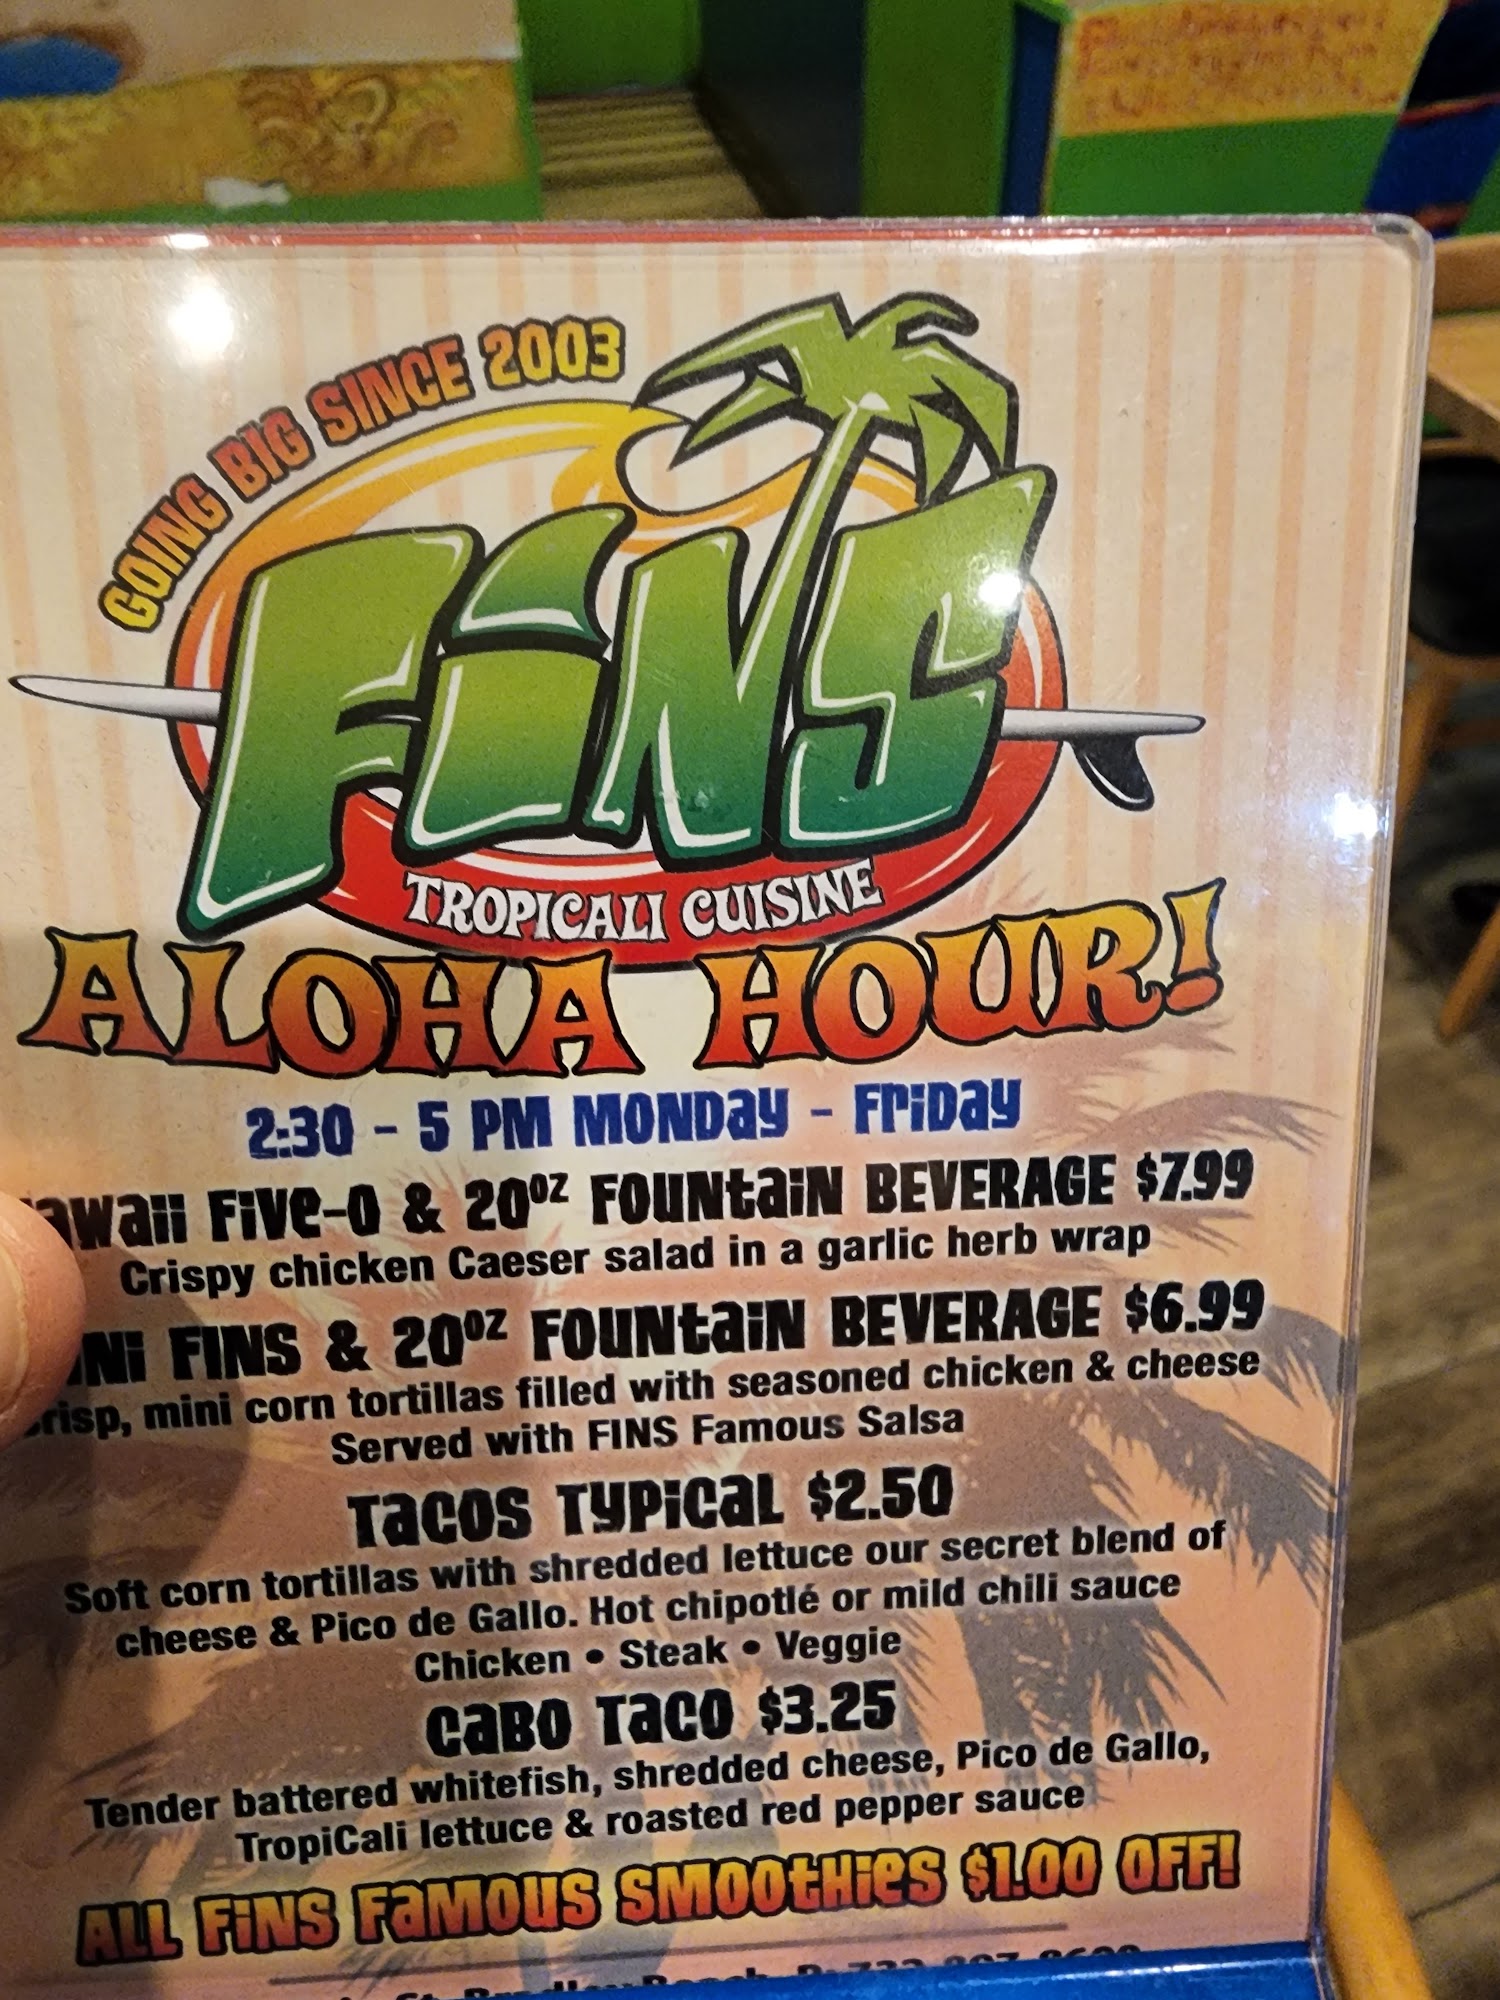 GOING BIG SINCE 2003
FiNS
TROPICALI CUISINE
ALOHA HOUR!
2:30 - 5 PM MONDAY - FRIDAY
FIVE-O & 20OZ FOUNTAIN BEVERAGE $7.99
Crispy chicken Caeser salad in a garlic herb wrap
FINS & 20OZ FOUNTAIN BEVERAGE $6.99
mini corn tortillas filled with seasoned chicken & cheese
Served with FINS Famous Salsa
TACOS TYPICAL $2.50
Soft corn tortillas with shredded lettuce our secret blend of
cheese & Pico de Gallo. Hot chipotlé or mild chili sauce
Chicken • Steak • Veggie
CABO TACO $3.25
Tender battered whitefish, shredded cheese, Pico de Gallo,
TropiCali lettuce & roasted red pepper sauce
ALL FINS FAMOUS SMOOTHIES $1.00 OFF!